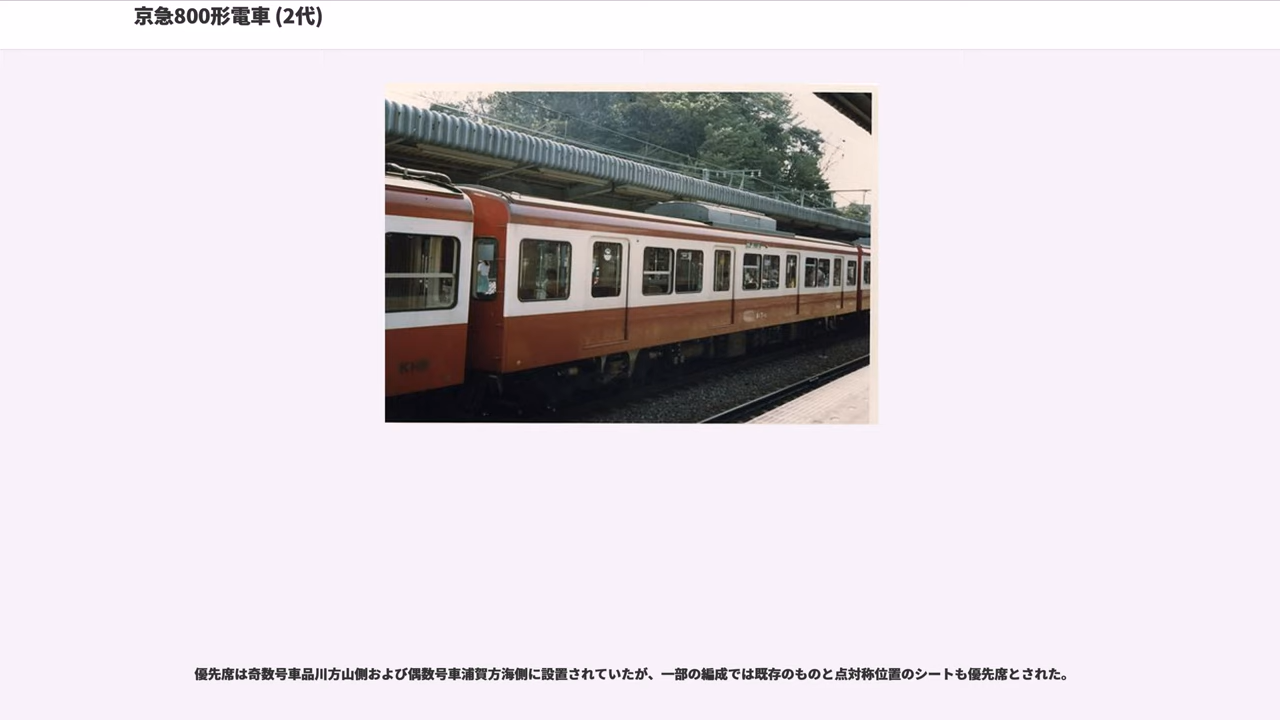 京急800形電車 (2代)
KHK
優先席は奇数号車品川方山側および偶数号車浦賀方海側に設置されていたが、一部の編成では既存のものと点対称位置のシートも優先席とされた。